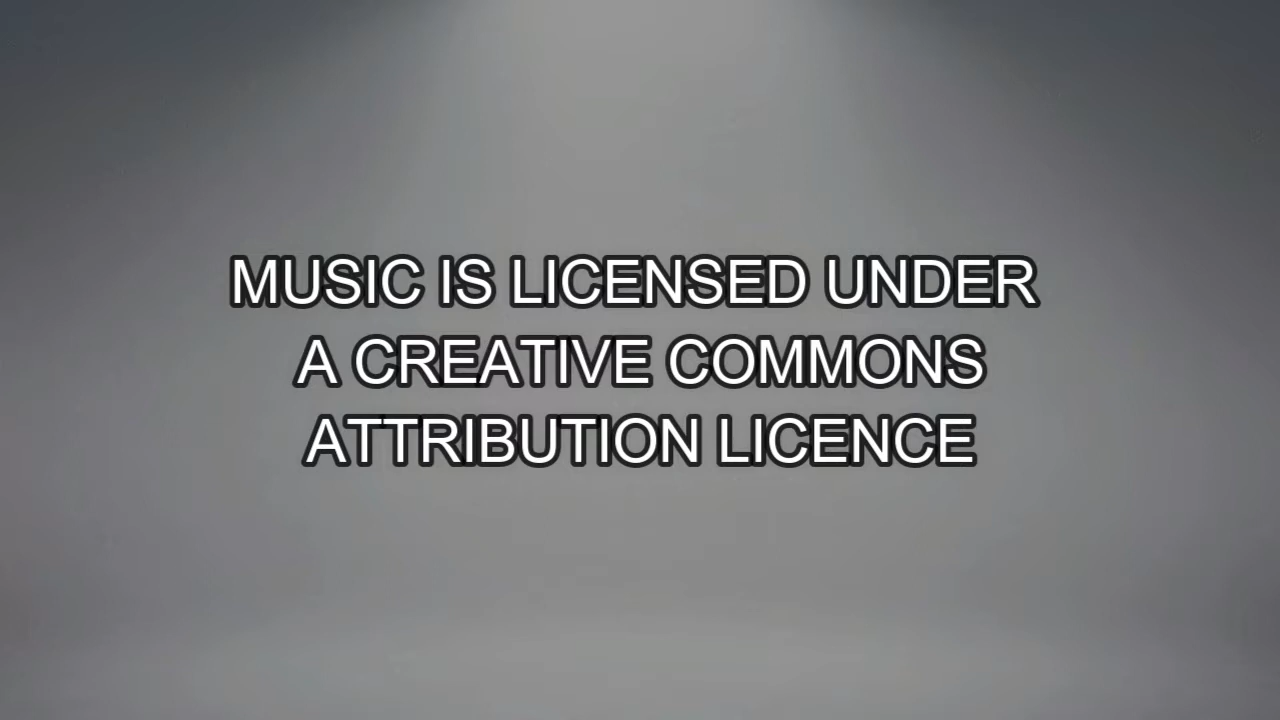 MUSIC IS LICENSED UNDER
A CREATIVE COMMONS
ATTRIBUTION LICENCE